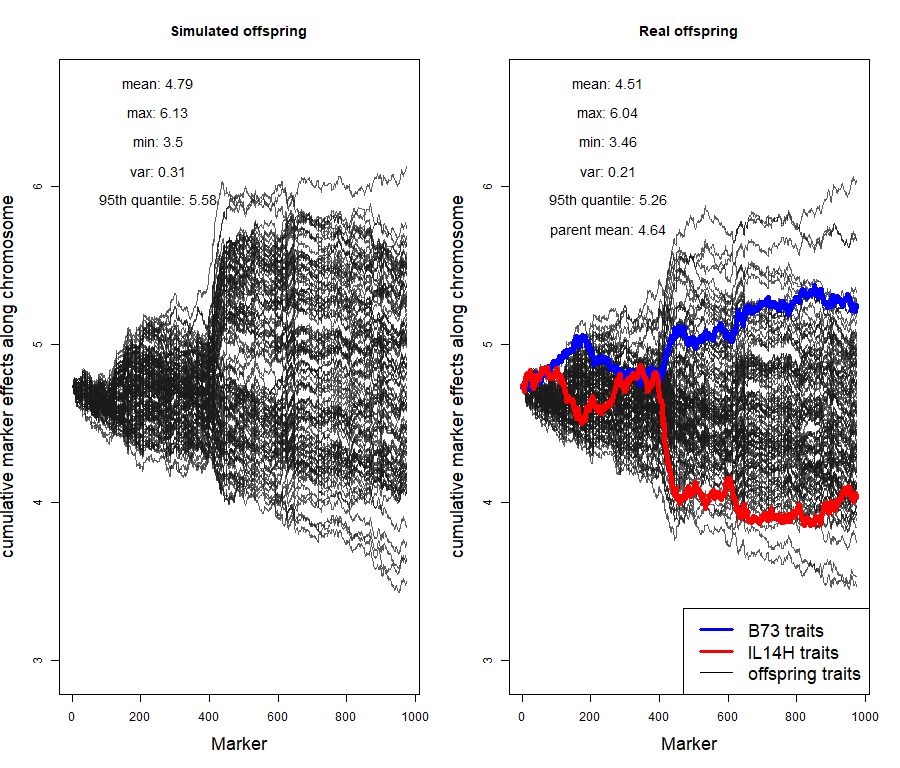 Simulated offspring
mean: 4.79
max: 6.13
min: 3.5
var: 0.31
95th quantile: 5.58
cumulative marker effects along chromosome
6
5
4
3
0
200
400
600
800
1000
Marker
Real offspring
mean: 4.51
max: 6.04
min: 3.46
var: 0.21
95th quantile: 5.26
parent mean: 4.64
cumulative marker effects along chromosome
6
5
4
3
0
200
400
600
800
1000
Marker
B73 traits
IL14H traits
offspring traits